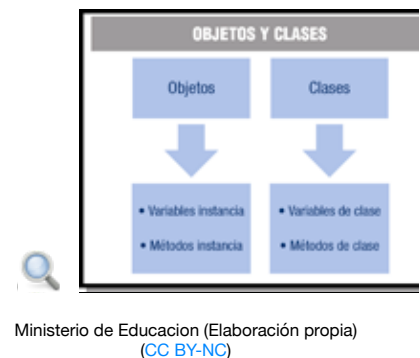 OBJETOS Y CLASES
Objetos
Clases
• Variables instancia
• Métodos instancia
• Variables de clase
• Métodos de clase
Ministerio de Educacion (Elaboración propia)
(CC BY-NC)